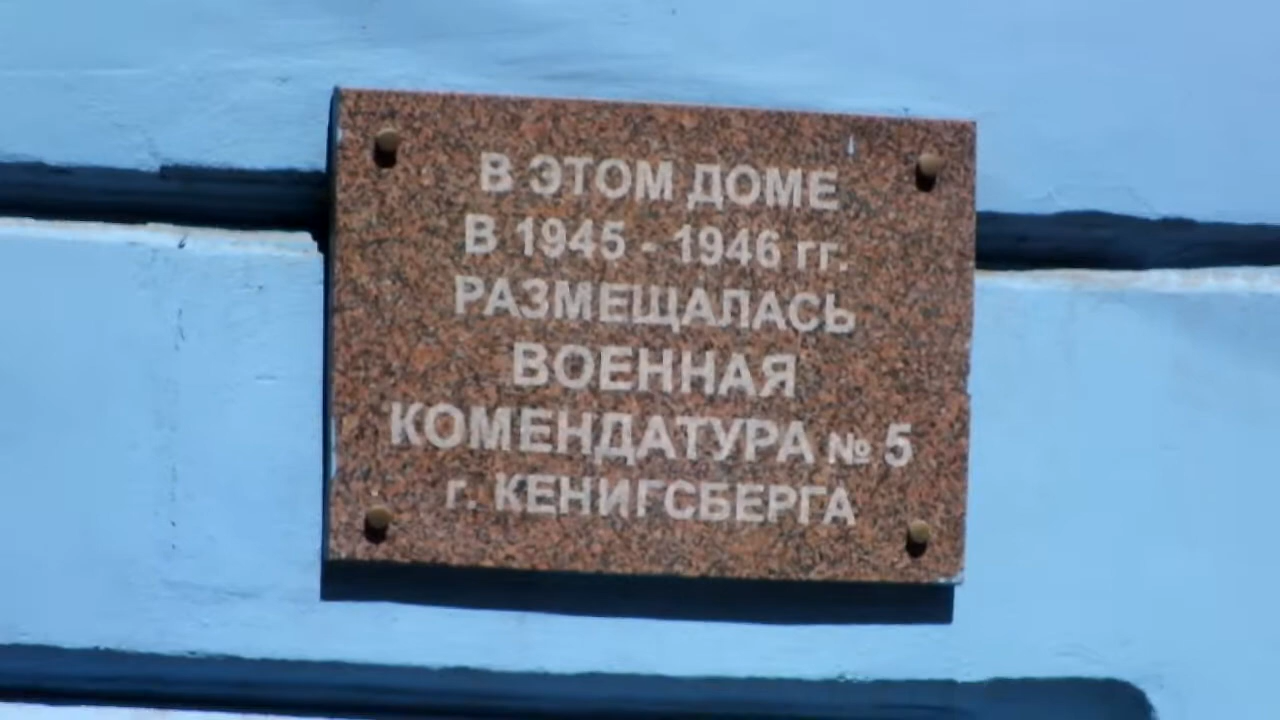 В ЭТОМ ДОМЕ
В 1945 - 1946 гг.
РАЗМЕЩАЛАСЬ
ВОЕННАЯ
КОМЕНДАТУРА № 5
г. КЕНИГСБЕРГА